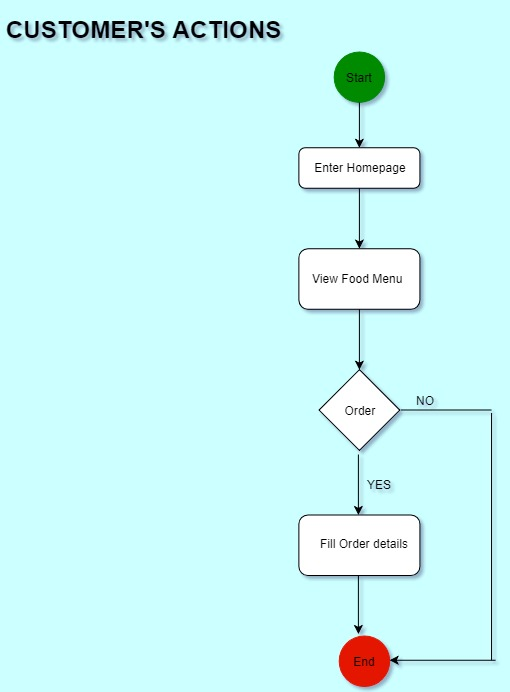 CUSTOMER'S ACTIONS
Start
Enter Homepage
View Food Menu
Order
NO
YES
Fill Order details
End